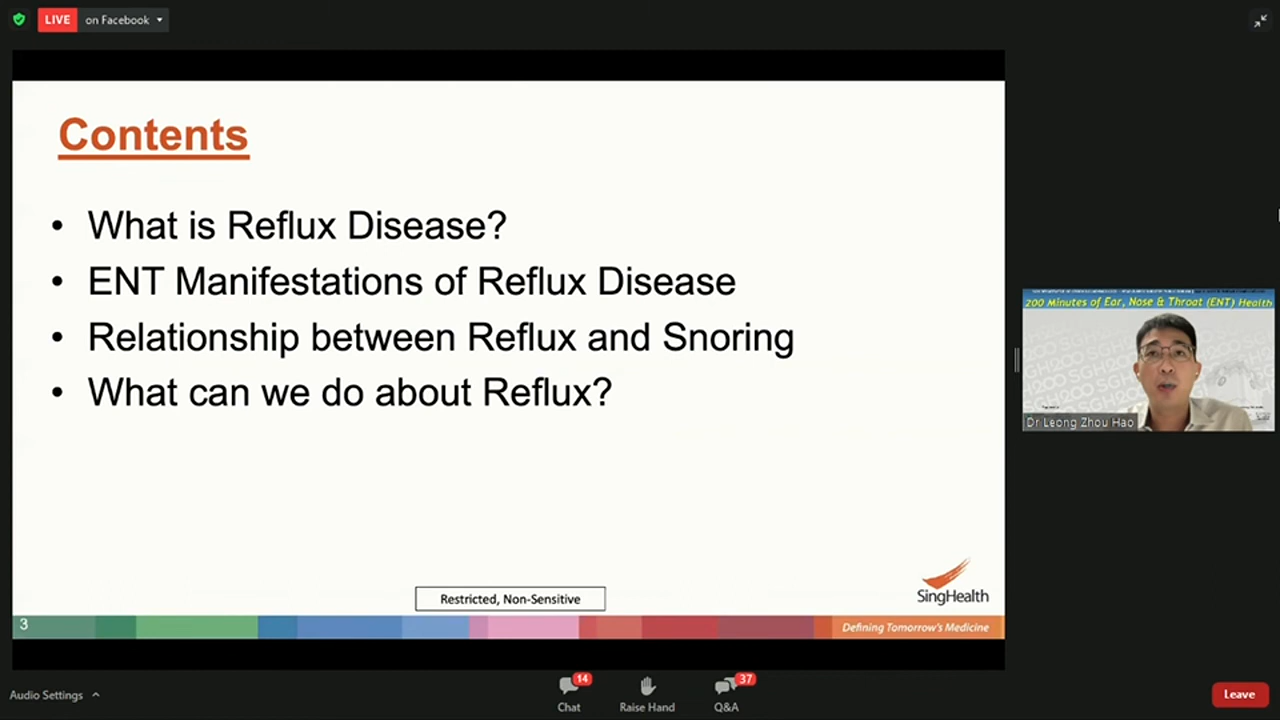 LIVE on Facebook
Contents
• What is Reflux Disease?
• ENT Manifestations of Reflux Disease
• Relationship between Reflux and Snoring
• What can we do about Reflux?
Restricted, Non-Sensitive
SingHealth
3
Defining Tomorrow's Medicine
200 Minutes of Ear, Nose & Throat (ENT) Health
Dr Leong Zhou Hao
Audio Settings
14
Chat
Raise Hand
37
Q&A
Leave